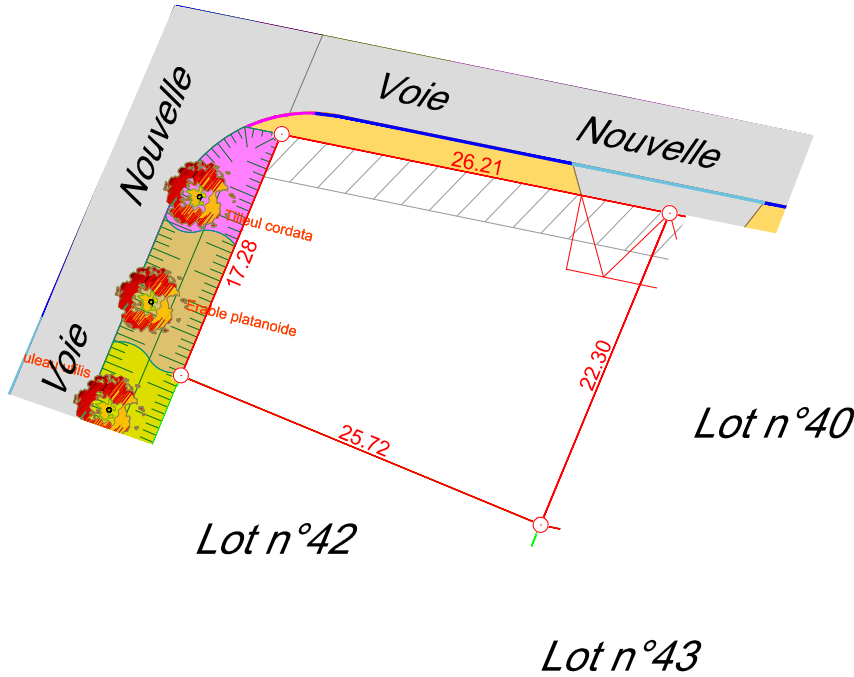 Voie
Nouvelle
Nouvelle
26.21
Tilleul cordata
17.28
Erable platanoide
Voie
22.30
Lot n°40
25.72
Lot n°42
Lot n°43